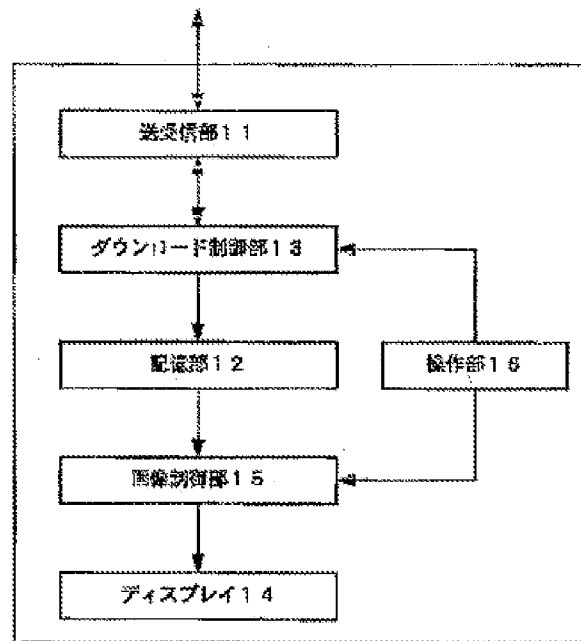 送受信部１１
ダウンロード制御部１３
記憶部１２
操作部１６
画像制御部１５
ディスプレイ１４